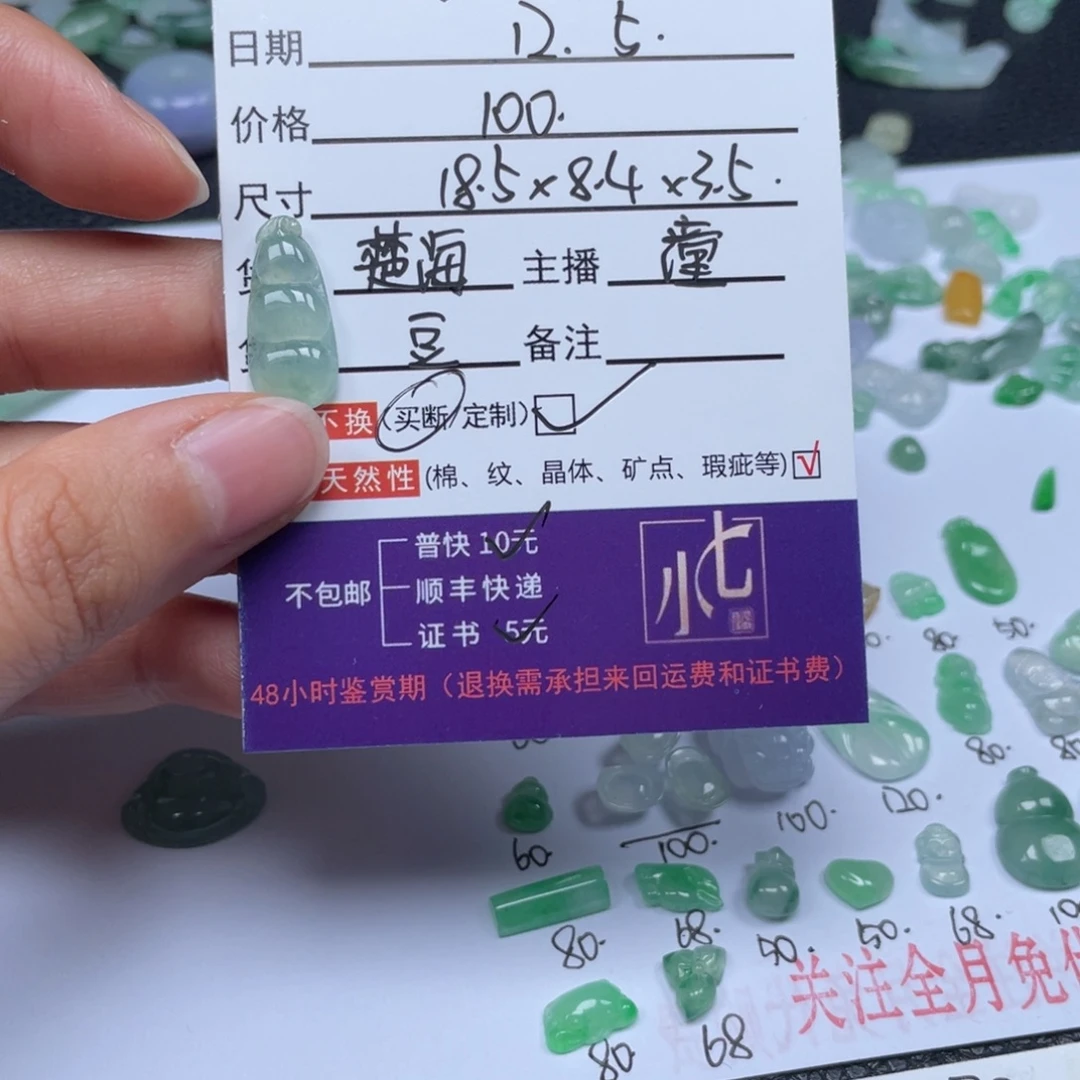 日期 12.5.
价格 100.
尺寸 18.5×8.4×3.5.
楚海 主播 潼
豆 备注
不换(买断/定制)
天然性(棉、纹、晶体、矿点、瑕疵等)√
普快10元
不包邮 顺丰快递
证书 5元
小七
48小时鉴赏期(退换需承担来回运费和证书费)
80. 50.
80.
60. 100. 100. 120.
80. 68. 50. 50. 68.
关注全月免
80 68